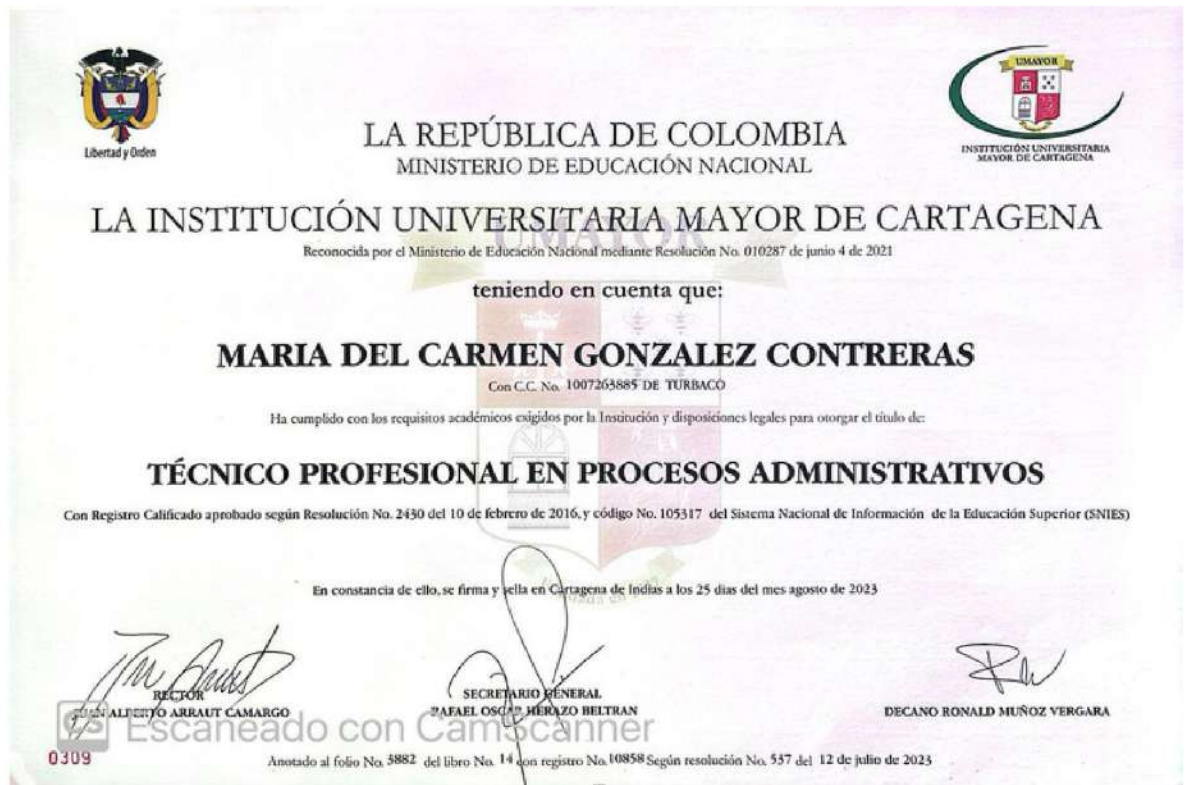 Libertad y Orden
UMAYOR
INSTITUCIÓN UNIVERSITARIA
MAYOR DE CARTAGENA
LA REPÚBLICA DE COLOMBIA
MINISTERIO DE EDUCACIÓN NACIONAL
LA INSTITUCIÓN UNIVERSITARIA MAYOR DE CARTAGENA
UMAYOR
Reconocida por el Ministerio de Educación Nacional mediante Resolución No. 010287 de junio 4 de 2021
teniendo en cuenta que:
MARIA DEL CARMEN GONZALEZ CONTRERAS
Con C.C. No. 1007263885 DE TURBACO
Ha cumplido con los requisitos académicos exigidos por la Institución y disposiciones legales para otorgar el título de:
TÉCNICO PROFESIONAL EN PROCESOS ADMINISTRATIVOS
Con Registro Calificado aprobado según Resolución No. 2430 del 10 de febrero de 2016, y código No. 105317 del Sistema Nacional de Información de la Educación Superior (SNIES)
En constancia de ello, se firma y sella en Cartagena de Indias a los 25 dias del mes agosto de 2023
RECTOR
JUAN ALBERTO ARRAUT CAMARGO
SECRETARIO GENERAL
RAFAEL OSCAR HERAZO BELTRAN
DECANO RONALD MUÑOZ VERGARA
CS Escaneado con CamScanner
0309
Anotado al folio No. 3882 del libro No. 14 con registro No. 10858 Según resolución No. 537 del 12 de julio de 2023